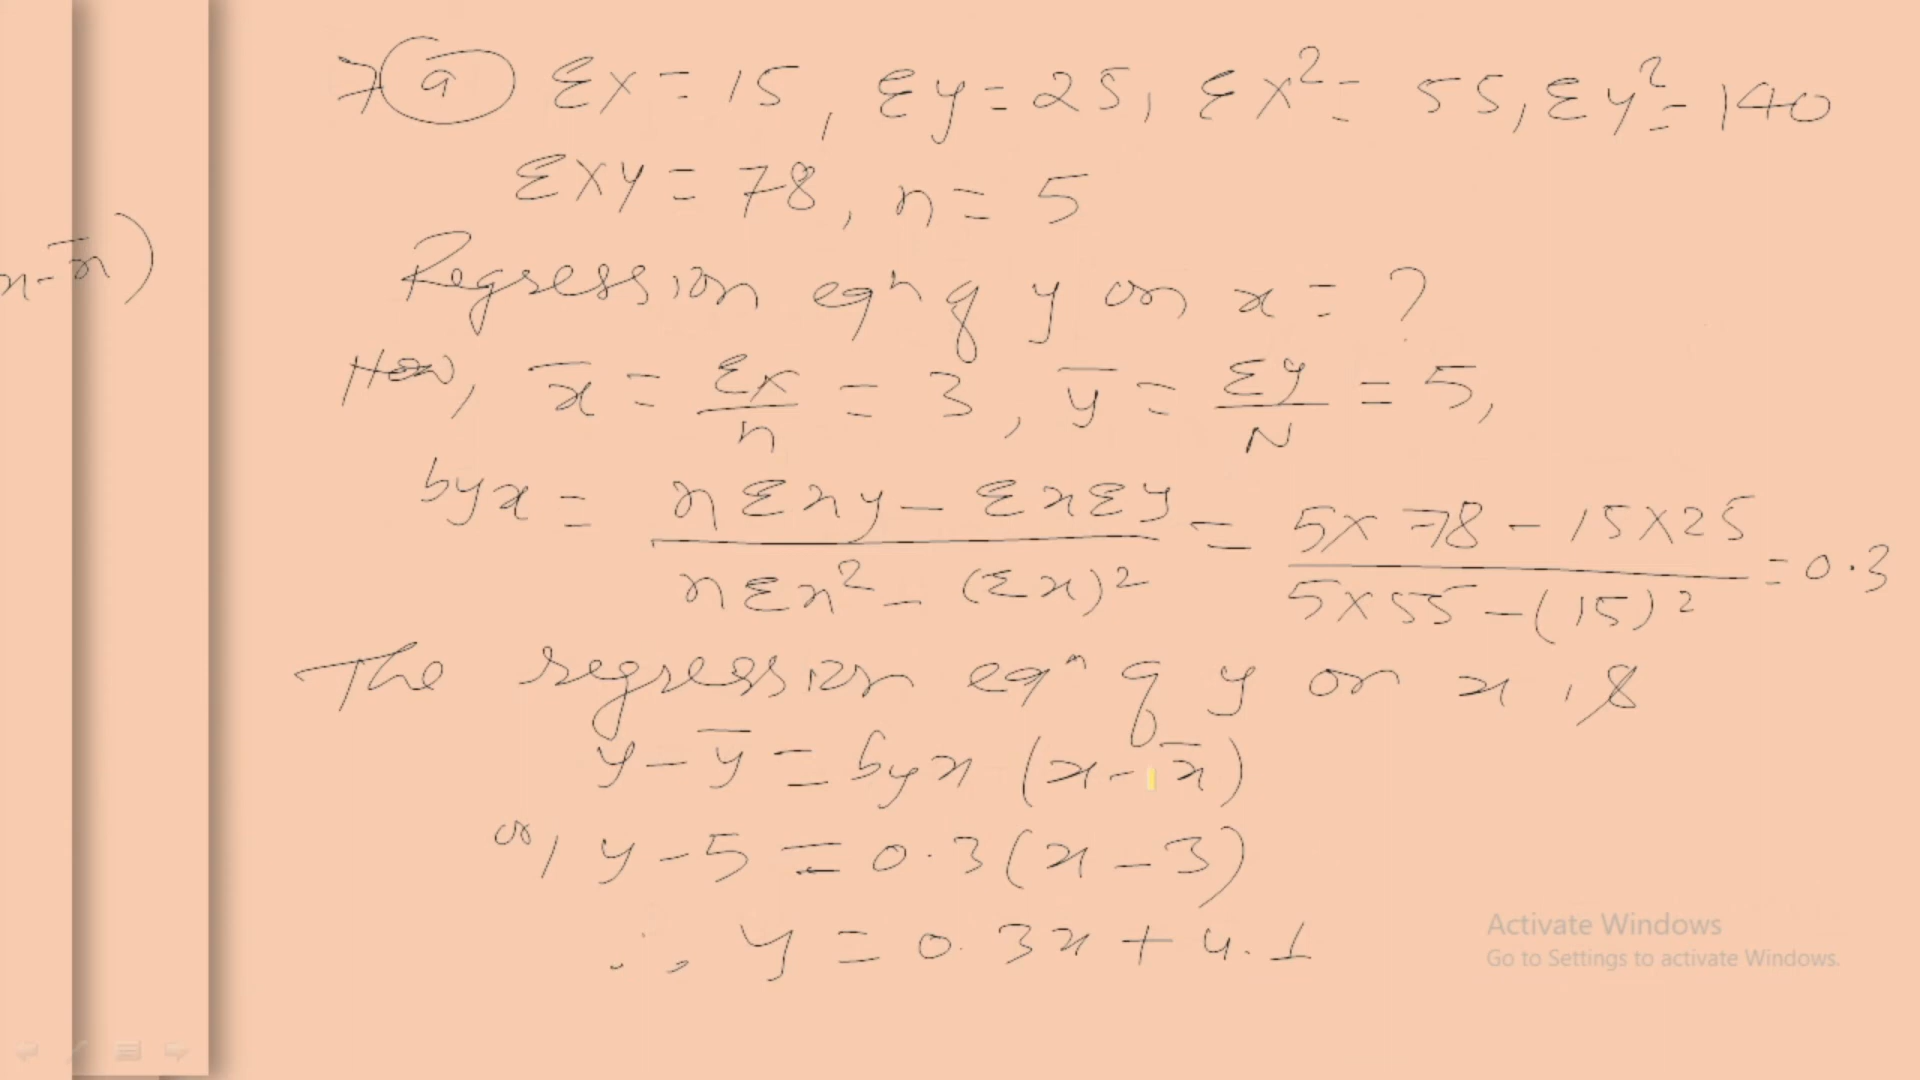 7(a) Σx = 15, Σy = 25, Σx² = 55, Σy² = 140
Σxy = 78, n = 5
x - x̄)
Regression eqⁿ of y on x = ?
Now, x̄ = Σx/n = 3, ȳ = Σy/N = 5,
byx = (nΣxy - ΣxΣy)/(nΣx² - (Σx)²) = (5×78 - 15×25)/(5×55 - (15)²) = 0.3
The regression eqⁿ of y on x is
y - ȳ = byx (x - x̄)
or, y - 5 = 0.3(x - 3)
∴ y = 0.3x + 4.1
Activate Windows
Go to Settings to activate Windows.